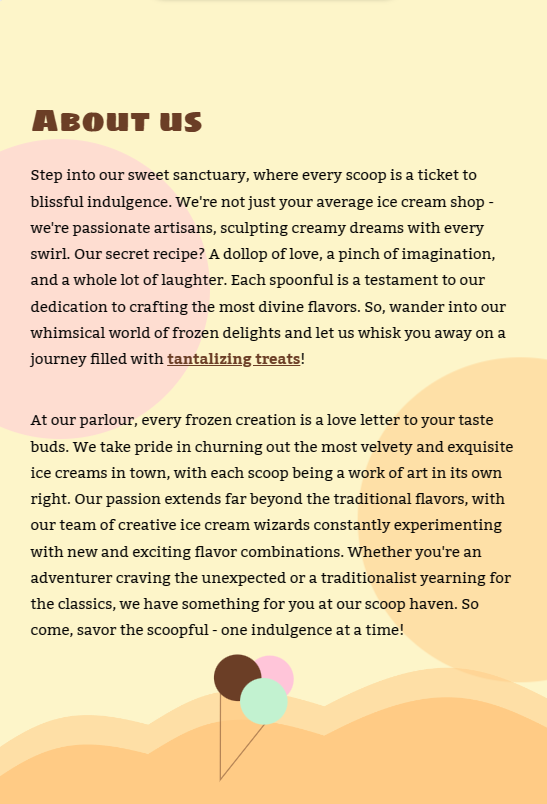 About us
Step into our sweet sanctuary, where every scoop is a ticket to
blissful indulgence. We're not just your average ice cream shop -
we're passionate artisans, sculpting creamy dreams with every
swirl. Our secret recipe? A dollop of love, a pinch of imagination,
and a whole lot of laughter. Each spoonful is a testament to our
dedication to crafting the most divine flavors. So, wander into our
whimsical world of frozen delights and let us whisk you away on a
journey filled with tantalizing treats!
At our parlour, every frozen creation is a love letter to your taste
buds. We take pride in churning out the most velvety and exquisite
ice creams in town, with each scoop being a work of art in its own
right. Our passion extends far beyond the traditional flavors, with
our team of creative ice cream wizards constantly experimenting
with new and exciting flavor combinations. Whether you're an
adventurer craving the unexpected or a traditionalist yearning for
the classics, we have something for you at our scoop haven. So
come, savor the scoopful - one indulgence at a time!